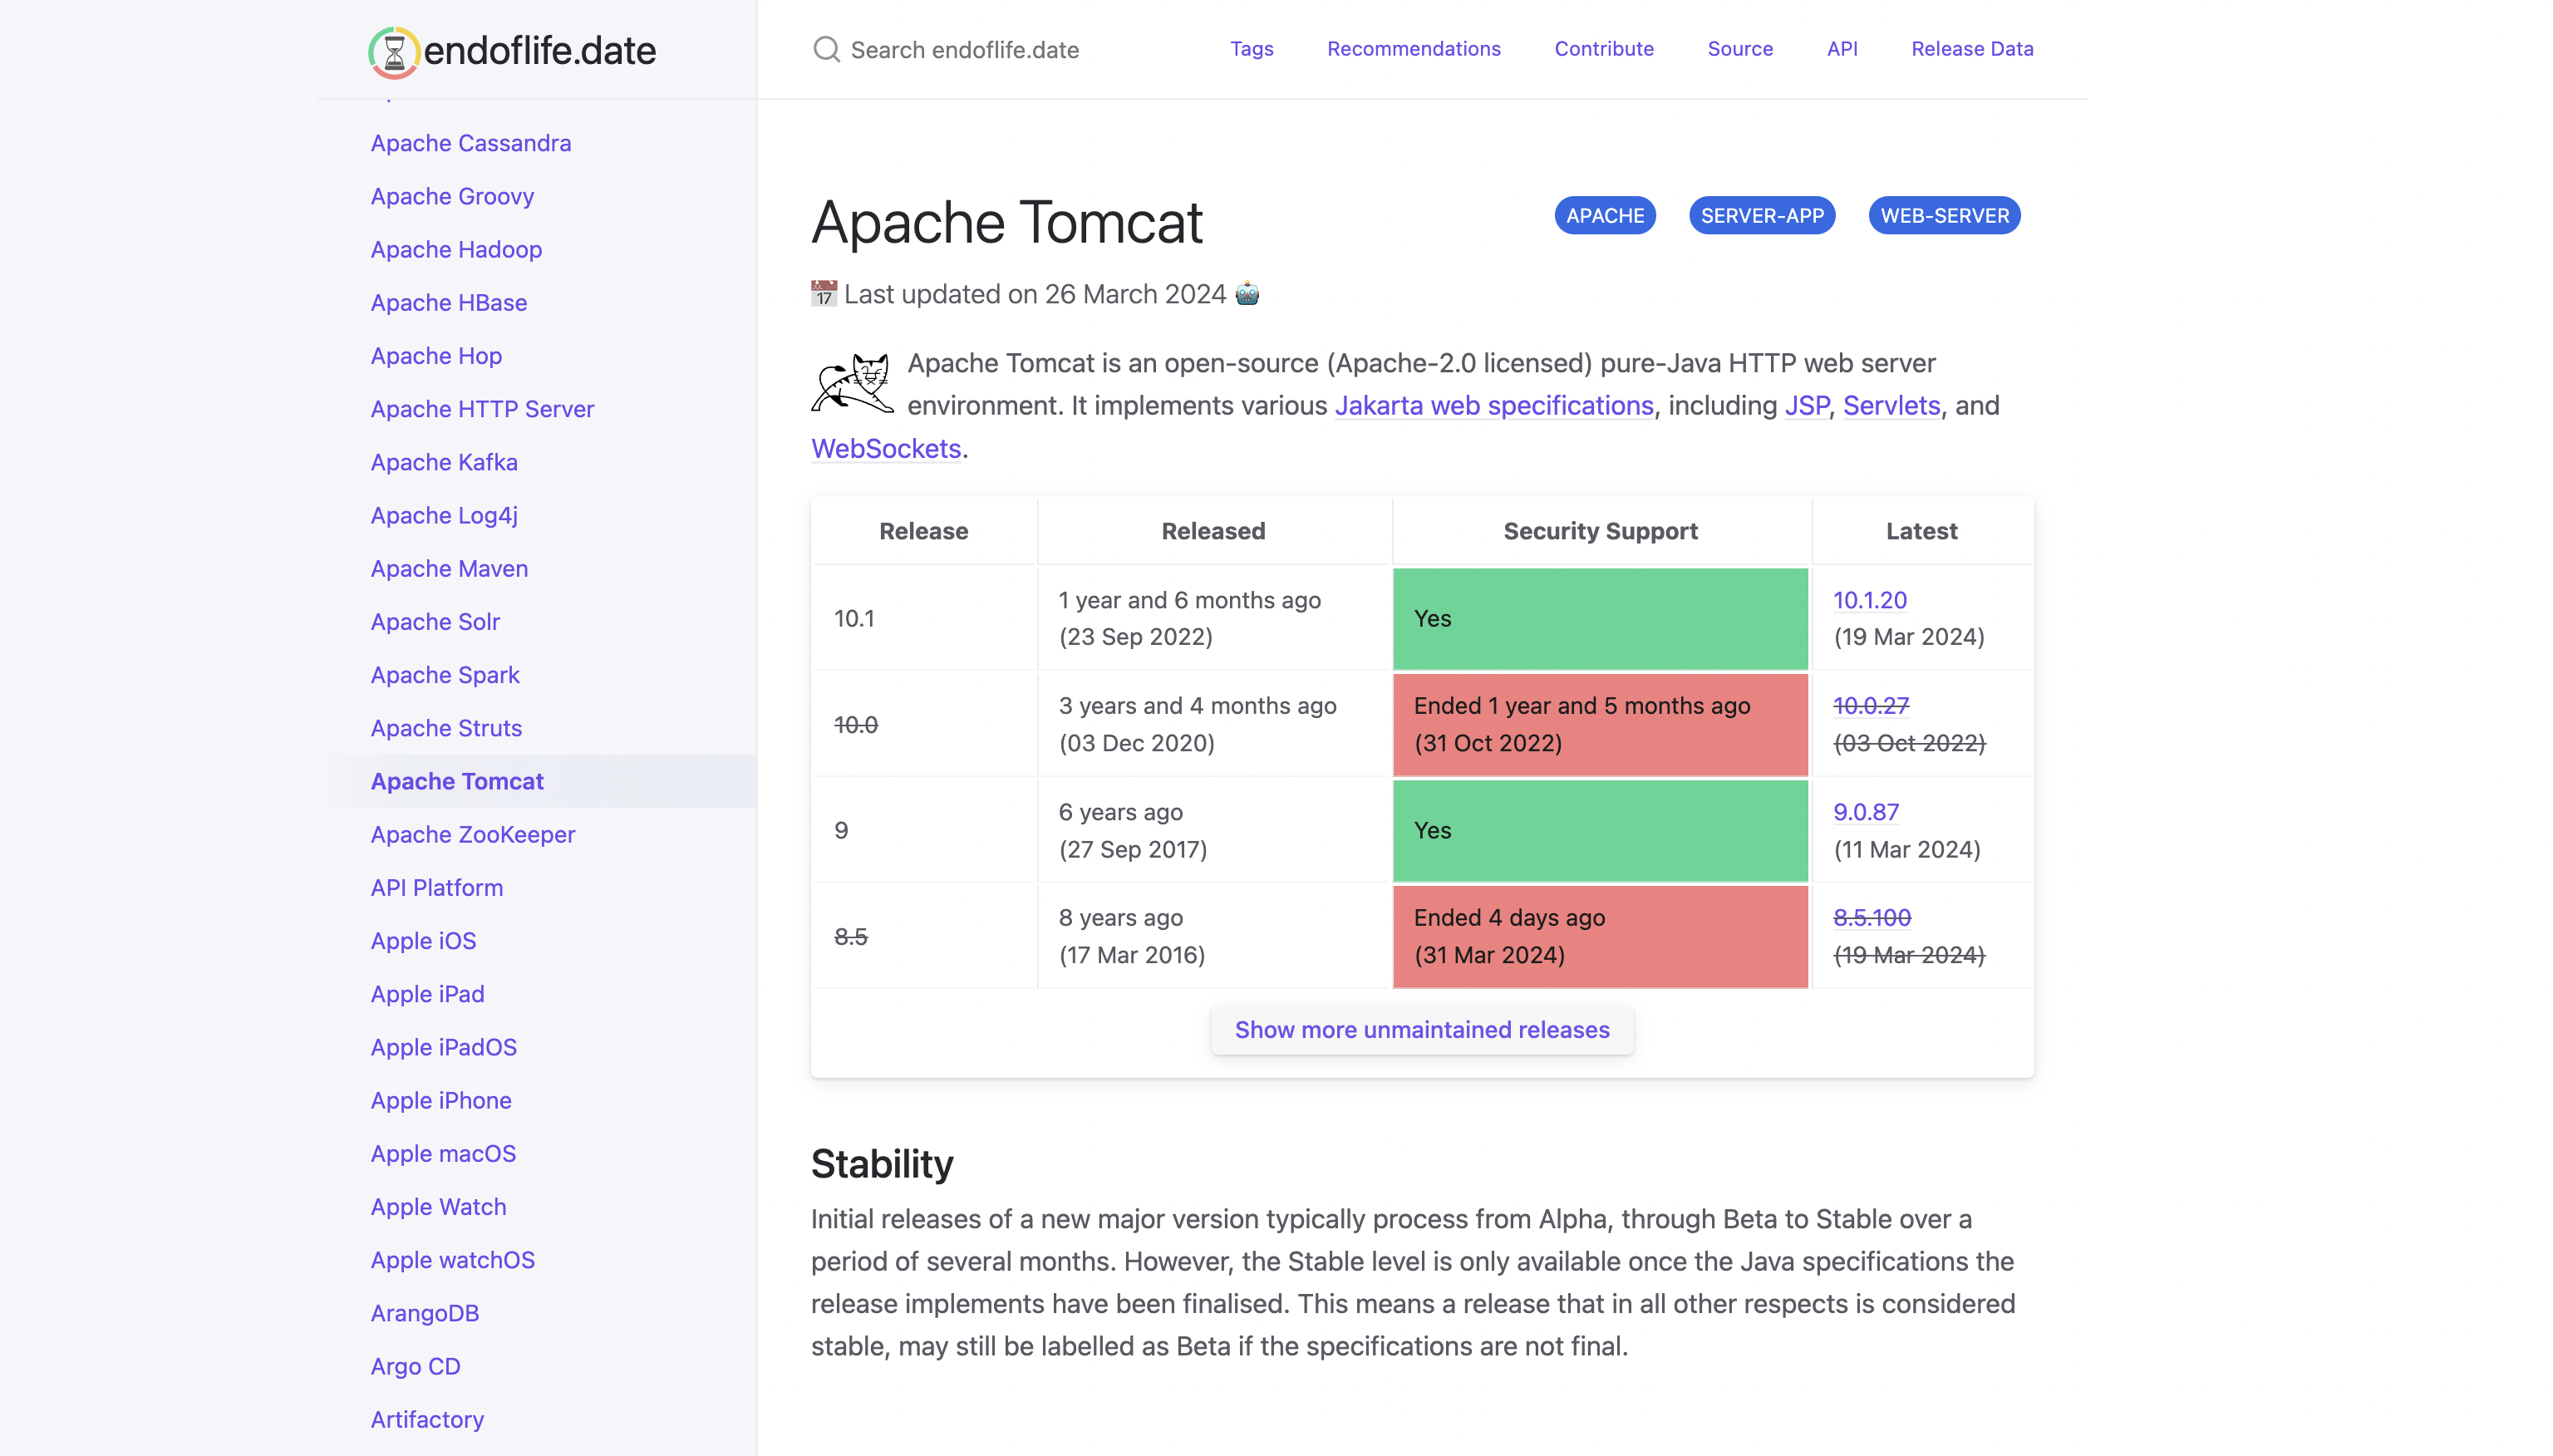 endoflife.date
Search endoflife.date
Tags
Recommendations
Contribute
Source
API
Release Data
Apache Cassandra
Apache Groovy
Apache Hadoop
Apache HBase
Apache Hop
Apache HTTP Server
Apache Kafka
Apache Log4j
Apache Maven
Apache Solr
Apache Spark
Apache Struts
Apache Tomcat
Apache ZooKeeper
API Platform
Apple iOS
Apple iPad
Apple iPadOS
Apple iPhone
Apple macOS
Apple Watch
Apple watchOS
ArangoDB
Argo CD
Artifactory
Apache Tomcat
APACHE
SERVER-APP
WEB-SERVER
JUL 17 Last updated on 26 March 2024
Apache Tomcat is an open-source (Apache-2.0 licensed) pure-Java HTTP web server
environment. It implements various Jakarta web specifications, including JSP, Servlets, and
WebSockets.
Release Released Security Support Latest
10.1 1 year and 6 months ago (23 Sep 2022) Yes 10.1.20 (19 Mar 2024)
10.0 3 years and 4 months ago (03 Dec 2020) Ended 1 year and 5 months ago (31 Oct 2022) 10.0.27 (03 Oct 2022)
9 6 years ago (27 Sep 2017) Yes 9.0.87 (11 Mar 2024)
8.5 8 years ago (17 Mar 2016) Ended 4 days ago (31 Mar 2024) 8.5.100 (19 Mar 2024)
Show more unmaintained releases
Stability
Initial releases of a new major version typically process from Alpha, through Beta to Stable over a
period of several months. However, the Stable level is only available once the Java specifications the
release implements have been finalised. This means a release that in all other respects is considered
stable, may still be labelled as Beta if the specifications are not final.